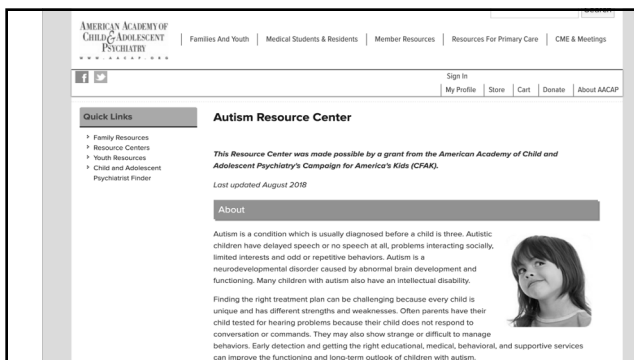 Search
AMERICAN ACADEMY OF
CHILD & ADOLESCENT
PSYCHIATRY
WWW.AACAP.ORG
Families And Youth
Medical Students & Residents
Member Resources
Resources For Primary Care
CME & Meetings
Sign In
My Profile
Store
Cart
Donate
About AACAP
Quick Links
Family Resources
Resource Centers
Youth Resources
Child and Adolescent
Psychiatrist Finder
Autism Resource Center
This Resource Center was made possible by a grant from the American Academy of Child and
Adolescent Psychiatry's Campaign for America's Kids (CFAK).
Last updated August 2018
About
Autism is a condition which is usually diagnosed before a child is three. Autistic
children have delayed speech or no speech at all, problems interacting socially,
limited interests and odd or repetitive behaviors. Autism is a
neurodevelopmental disorder caused by abnormal brain development and
functioning. Many children with autism also have an intellectual disability.
Finding the right treatment plan can be challenging because every child is
unique and has different strengths and weaknesses. Often parents have their
child tested for hearing problems because their child does not respond to
conversation or commands. They may also show strange or difficult to manage
behaviors. Early detection and getting the right educational, medical, behavioral, and supportive services
can improve the functioning and long-term outlook of children with autism.